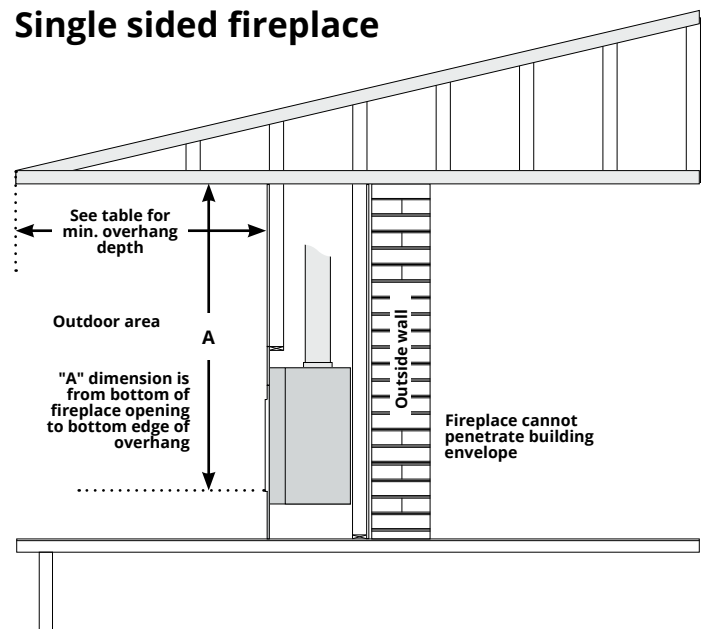 Single sided fireplace
See table for
min. overhang
depth
Outdoor area
A
"A" dimension is
from bottom of
fireplace opening
to bottom edge of
overhang
Outside wall
Fireplace cannot
penetrate building
envelope